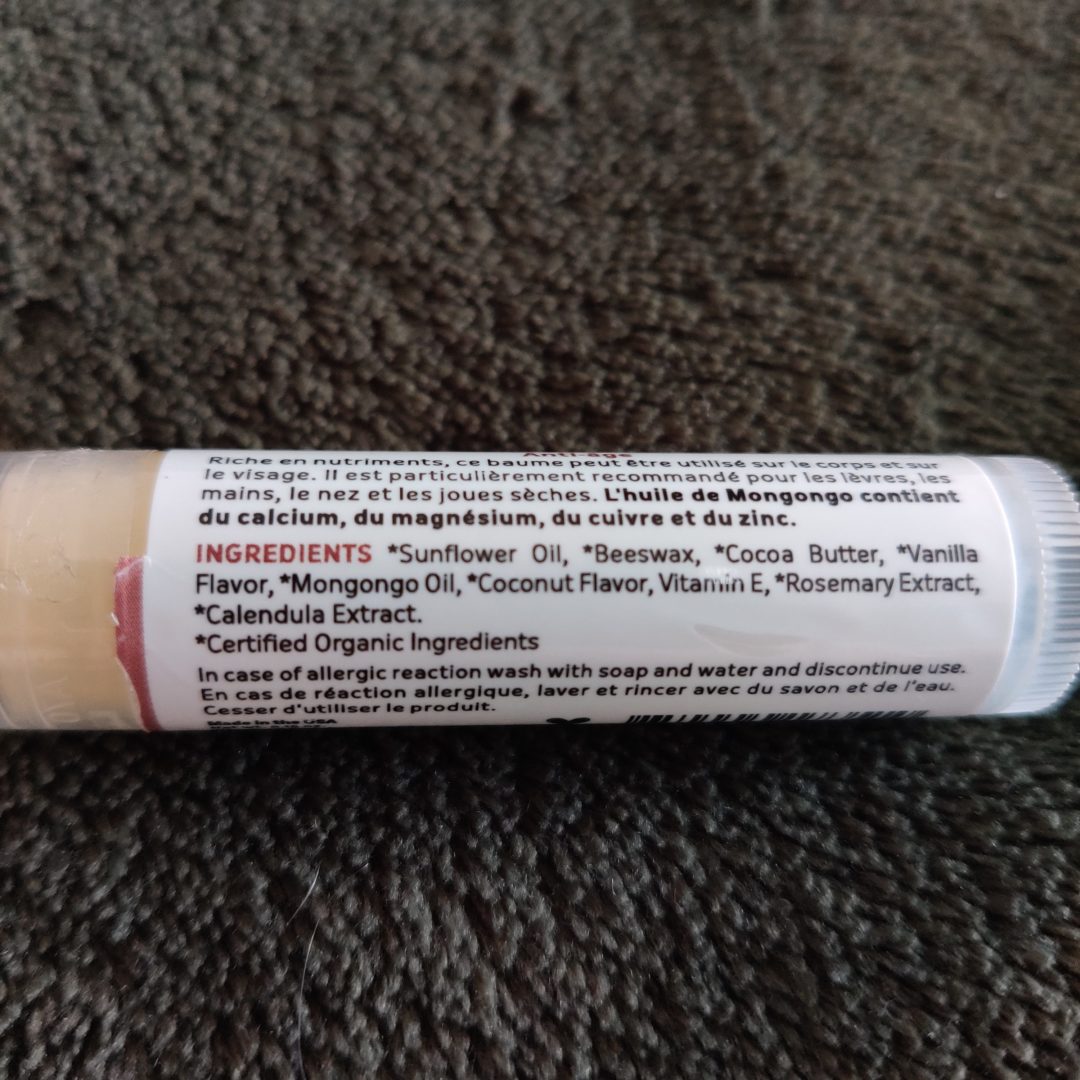 Anti-âge
Riche en nutriments, ce baume peut être utilisé sur le corps et sur
le visage. Il est particulièrement recommandé pour les lèvres, les
mains, le nez et les joues sèches. L'huile de Mongongo contient
du calcium, du magnésium, du cuivre et du zinc.
INGREDIENTS *Sunflower Oil, *Beeswax, *Cocoa Butter, *Vanilla
Flavor, *Mongongo Oil, *Coconut Flavor, Vitamin E, *Rosemary Extract,
*Calendula Extract.
*Certified Organic Ingredients
In case of allergic reaction wash with soap and water and discontinue use.
En cas de réaction allergique, laver et rincer avec du savon et de l'eau.
Cesser d'utiliser le produit.
Made in the USA